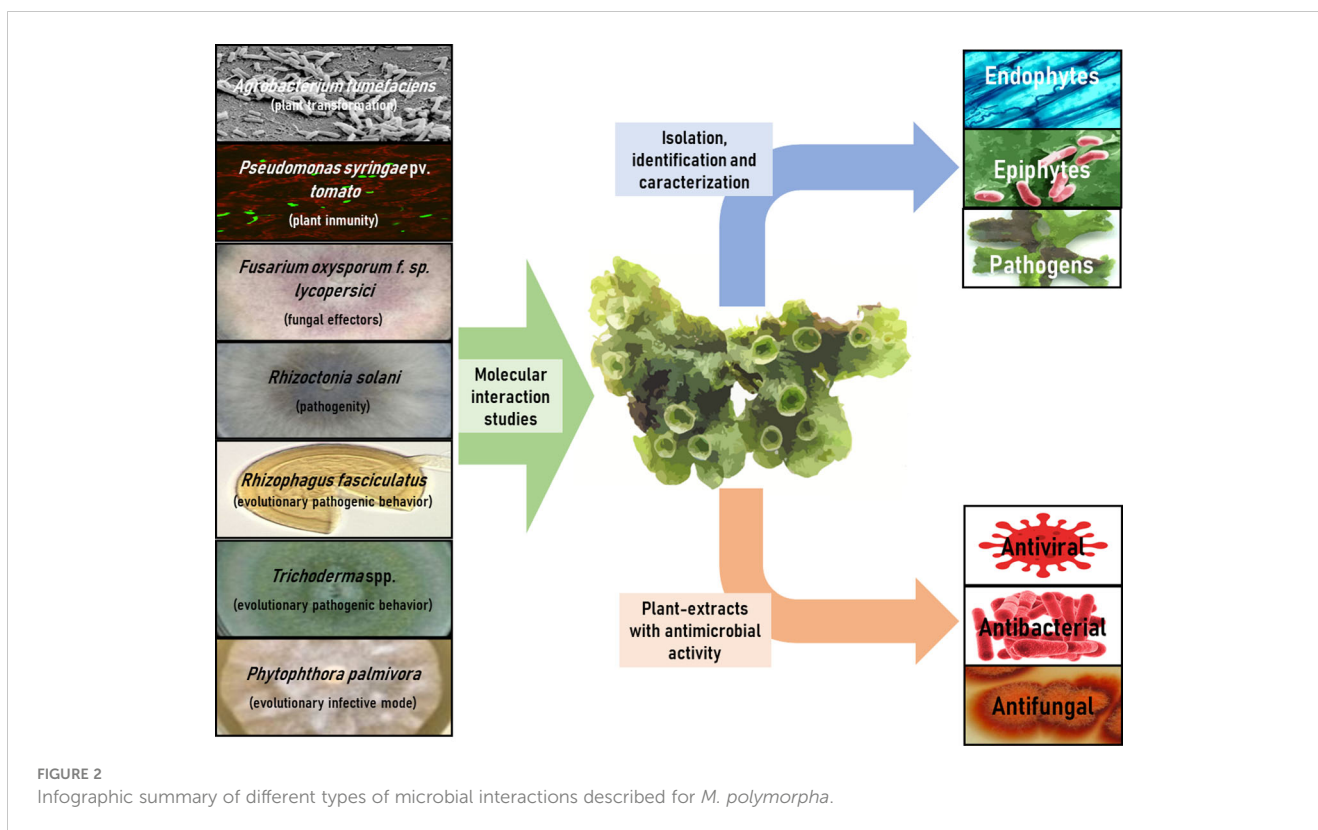 Agrobacterium tumefaciens
(plant transformation)
Pseudomonas syringae pv.
tomato
(plant inmunity)
Fusarium oxysporum f. sp.
lycopersici
(fungal effectors)
Rhizoctonia solani
(pathogenity)
Rhizophagus fasciculatus
(evolutionary pathogenic behavior)
Trichoderma spp.
(evolutionary pathogenic behavior)
Phytophthora palmivora
(evolutionary infective mode)
Molecular
interaction
studies
Isolation,
identification and
caracterization
Endophytes
Epiphytes
Pathogens
Plant-extracts
with antimicrobial
activity
Antiviral
Antibacterial
Antifungal
FIGURE 2
Infographic summary of different types of microbial interactions described for M. polymorpha.